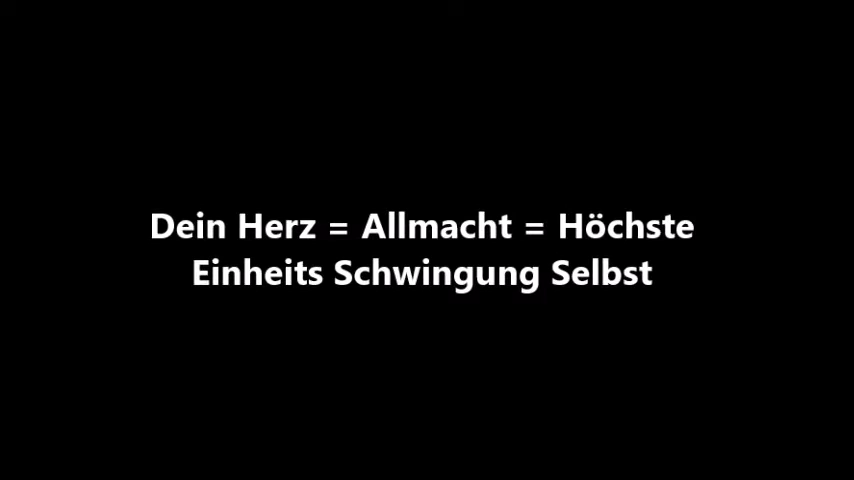 Dein Herz = Allmacht = Höchste
Einheits Schwingung Selbst